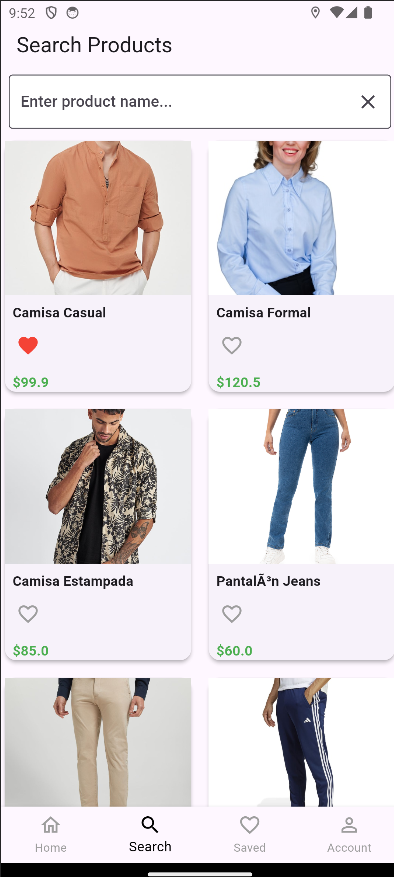 9:52
Search Products
Enter product name...
Camisa Casual
Camisa Formal
$99.9
$120.5
Camisa Estampada
PantalÃ³n Jeans
$85.0
$60.0
Home
Search
Saved
Account